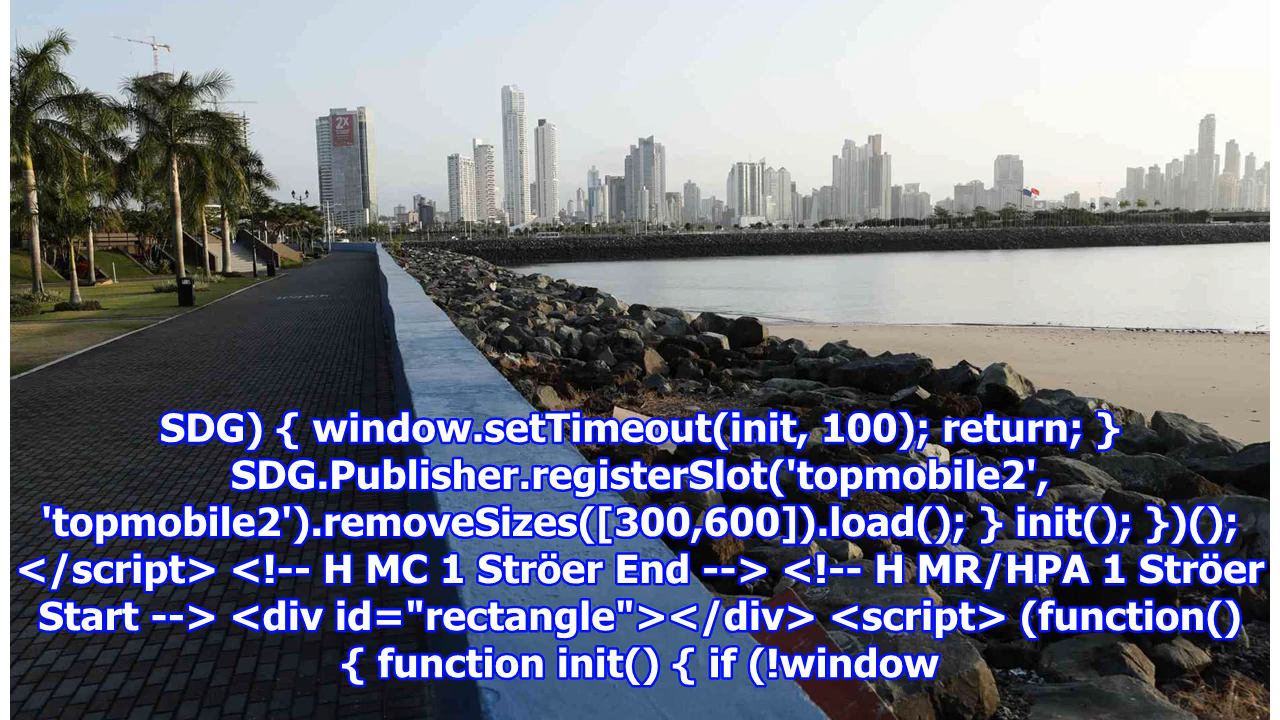 2X
SDG) { window.setTimeout(init, 100); return; }
SDG.Publisher.registerSlot('topmobile2',
'topmobile2').removeSizes([300,600]).load(); } init(); })();
</script> <!-- H MC 1 Ströer End --> <!-- H MR/HPA 1 Ströer
Start --> <div id="rectangle"></div> <script> (function()
{ function init() { if (!window